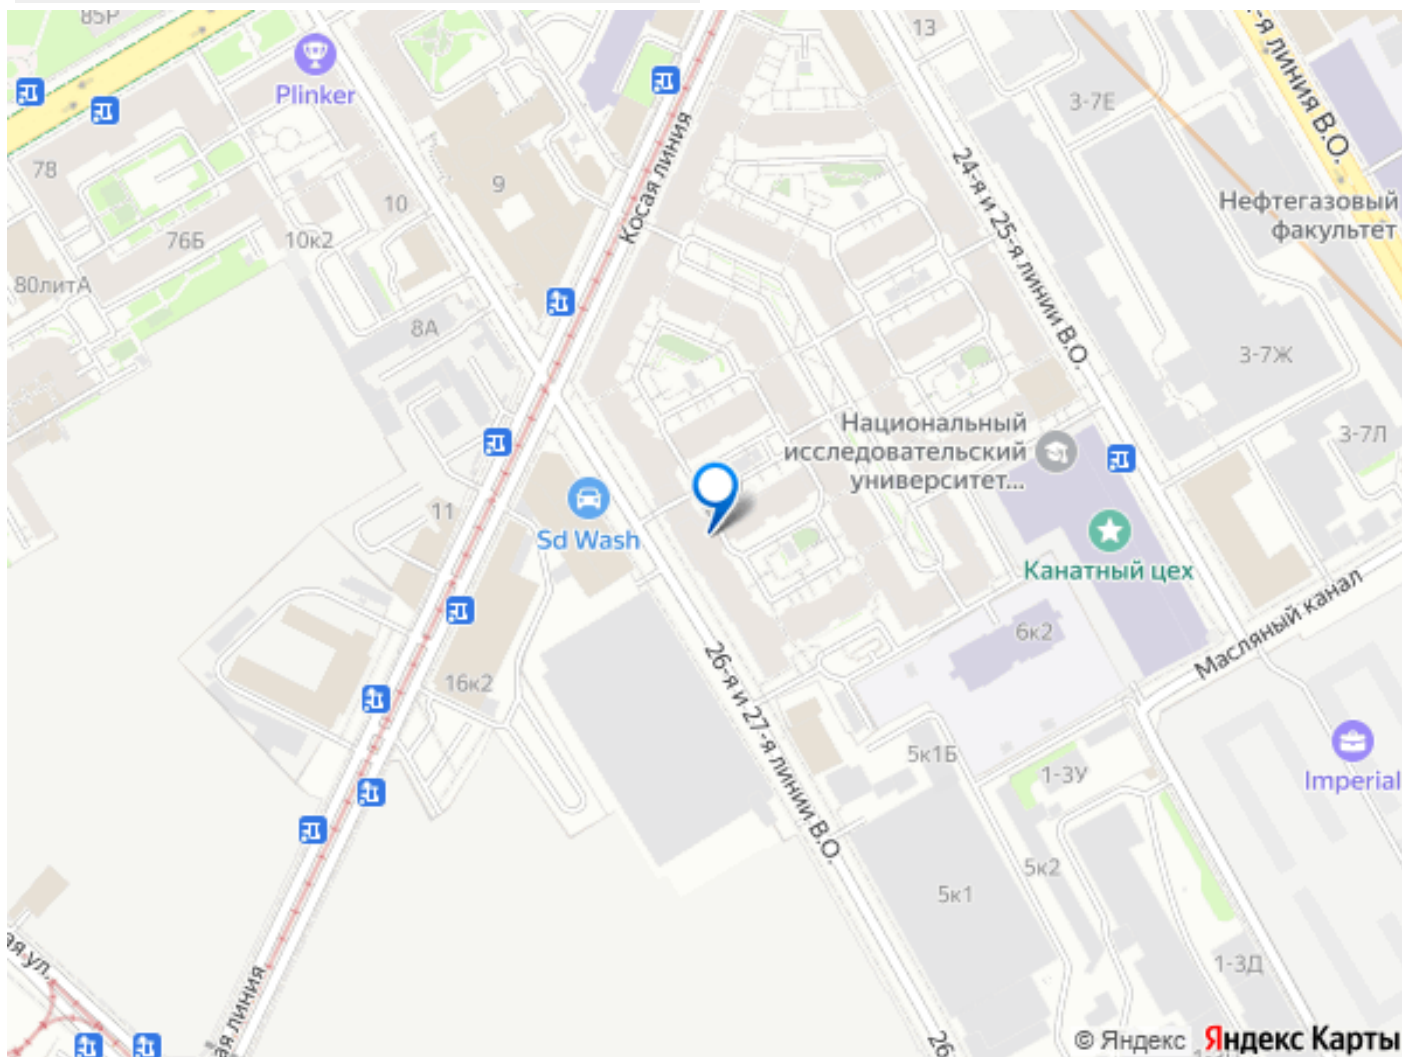 85Р
13
-я линия В.О.
Plinker
3-7Е
Косая линия
78
9
24-я и 25-я линии В.О.
10
Нефтегазовый
факультет
76Б
10к2
80литА
8А
3-7Ж
Национальный
исследовательский
университет...
3-7Л
11
Sd Wash
Канатный цех
Масляный канал
6к2
26-я и 27-я линии В.О.
16к2
5к1Б
1-3У
Imperial
5к2
5к1
ая ул.
1-3Д
ая линия
26
© Яндекс Яндекс Карты